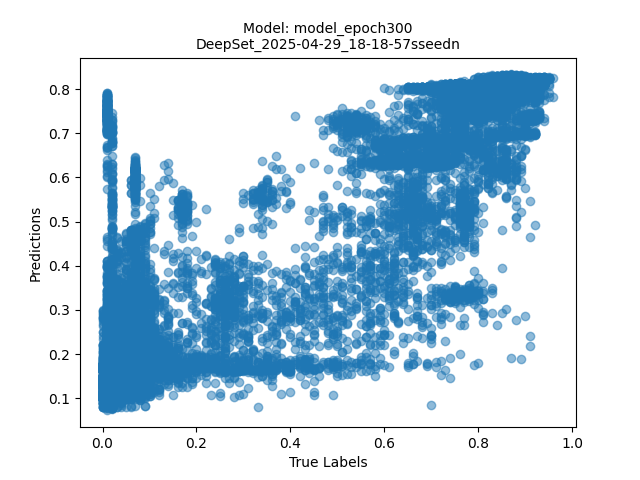 Model: model_epoch300
DeepSet_2025-04-29_18-18-57sseedn
0.8
0.7
0.6
0.5
0.4
0.3
0.2
0.1
Predictions
0.0 0.2 0.4 0.6 0.8 1.0
True Labels